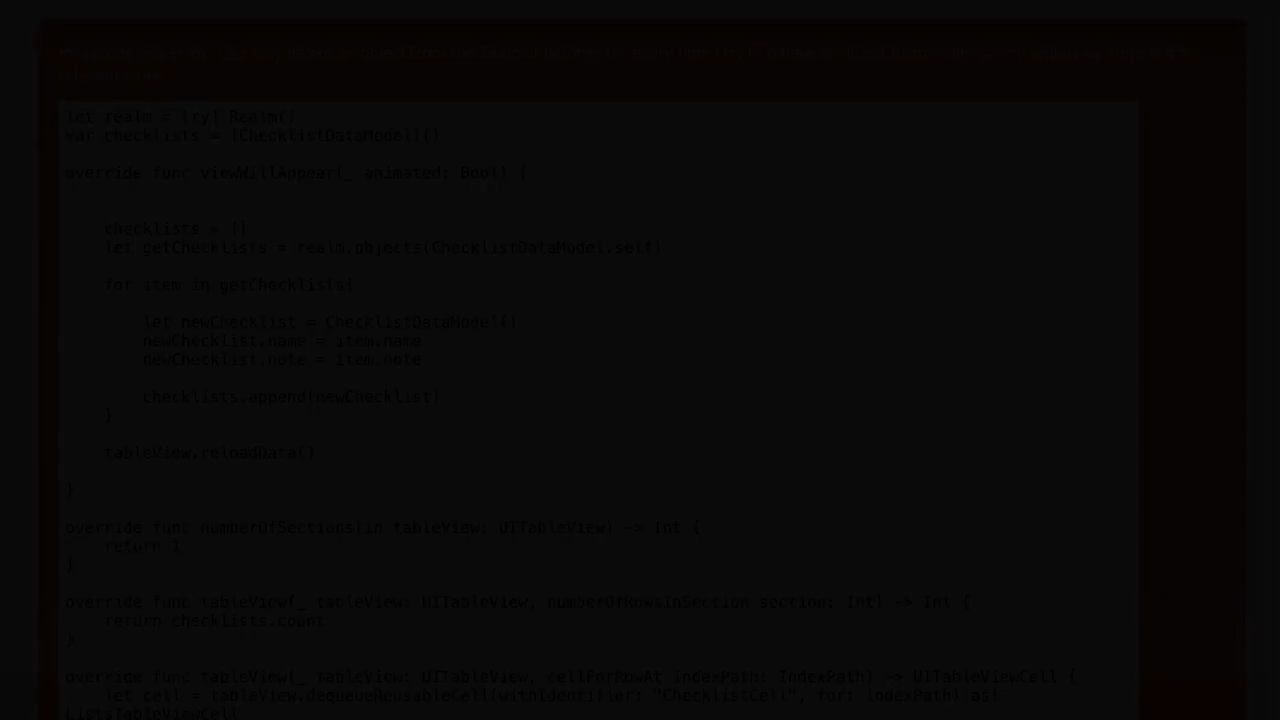 let realm = try! Realm()
var checklists = [ChecklistDataModel]()
override func viewWillAppear(_ animated: Bool) {
checklists = []
let getChecklists = realm.objects(ChecklistDataModel.self)
for item in getChecklists{
let newChecklist = ChecklistDataModel()
newChecklist.name = item.name
newChecklist.note = item.note
checklists.append(newChecklist)
}
tableView.reloadData()
}
override func numberOfSections(in tableView: UITableView) -> Int {
return 1
}
override func tableView(_ tableView: UITableView, numberOfRowsInSection section: Int) -> Int {
return checklists.count
}
override func tableView(_ tableView: UITableView, cellForRowAt indexPath: IndexPath) -> UITableViewCell {
let cell = tableView.dequeueReusableCell(withIdentifier: "ChecklistCell", for: indexPath) as!
ListsTableViewCell